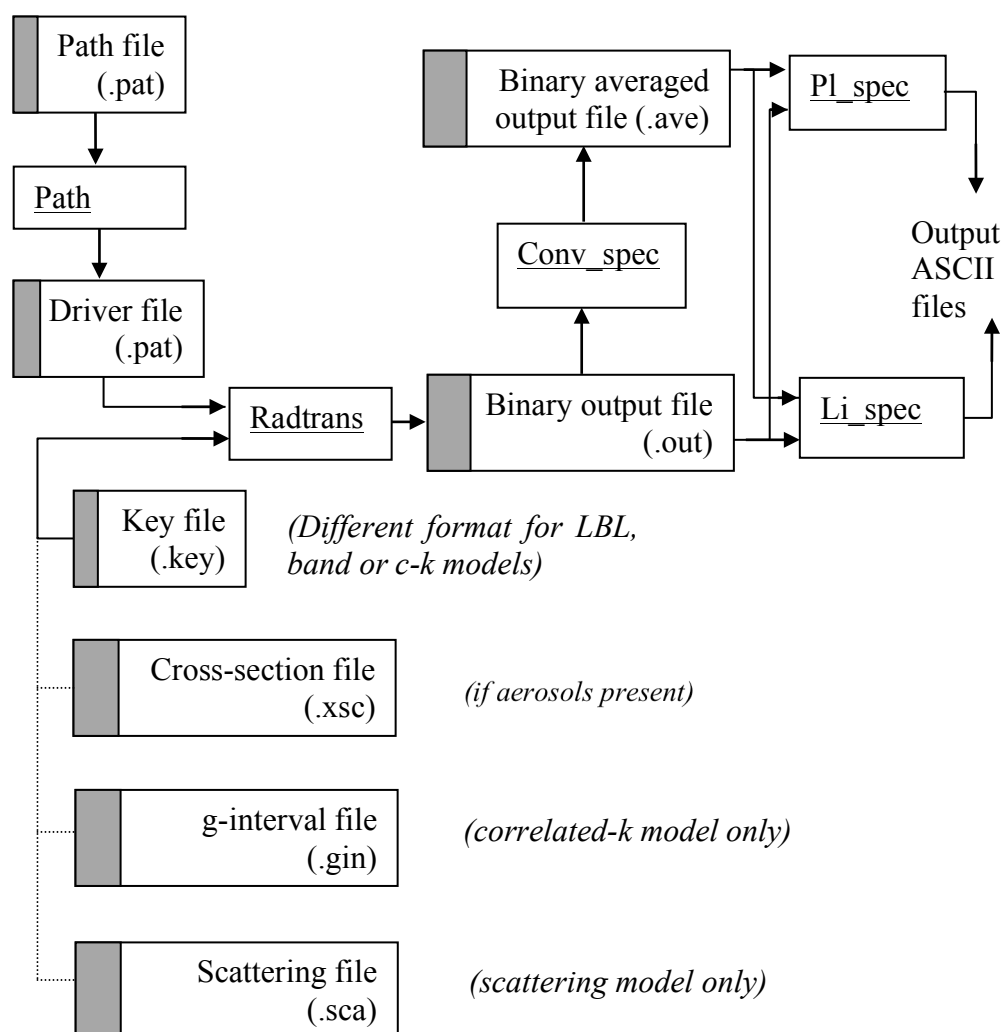 Path file
(.pat)
Path
Driver file
(.pat)
Radtrans
Binary averaged
output file (.ave)
Conv_spec
Binary output file
(.out)
Pl_spec
Output
ASCII
files
Li_spec
Key file
(.key)
(Different format for LBL,
band or c-k models)
Cross-section file
(.xsc)
(if aerosols present)
g-interval file
(.gin)
(correlated-k model only)
Scattering file
(.sca)
(scattering model only)